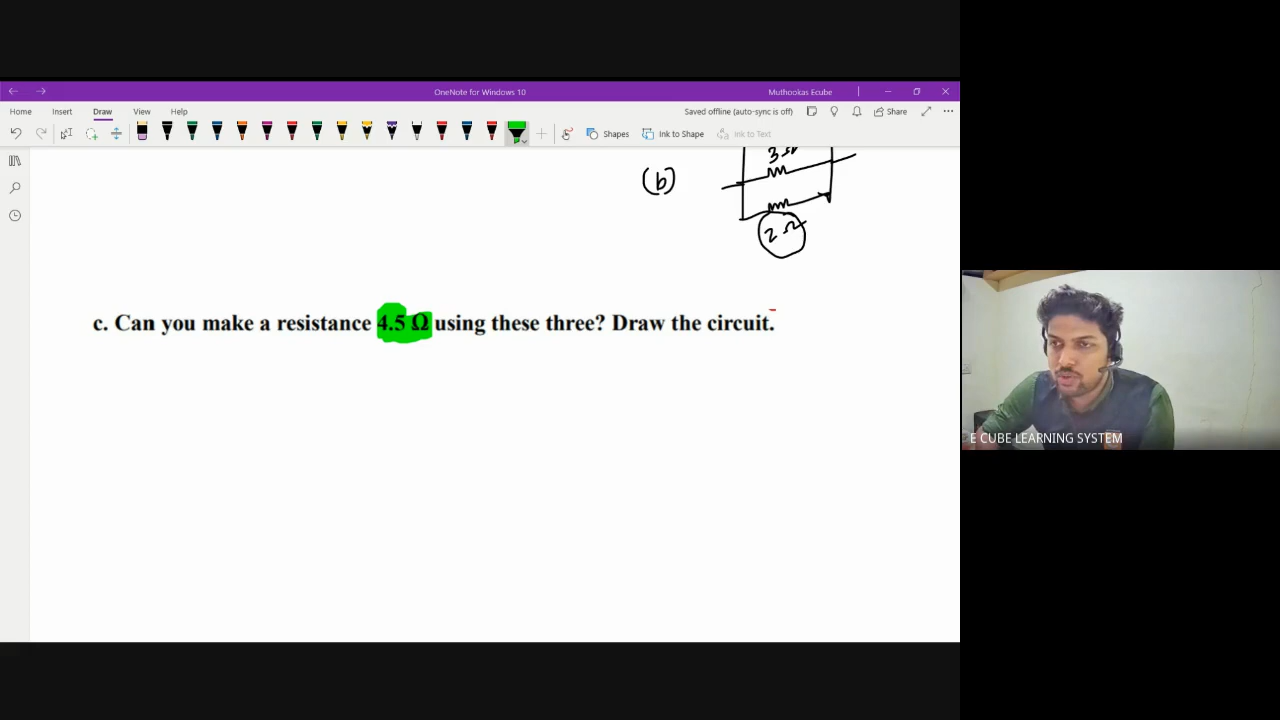 OneNote for Windows 10
Muthookas Ecube
Home Insert Draw View Help
Saved offline (auto-sync is off)
Share
Shapes
Ink to Shape
Ink to Text
3 Ω
(b)
2 Ω
c. Can you make a resistance 4.5 Ω using these three? Draw the circuit.
E CUBE LEARNING SYSTEM